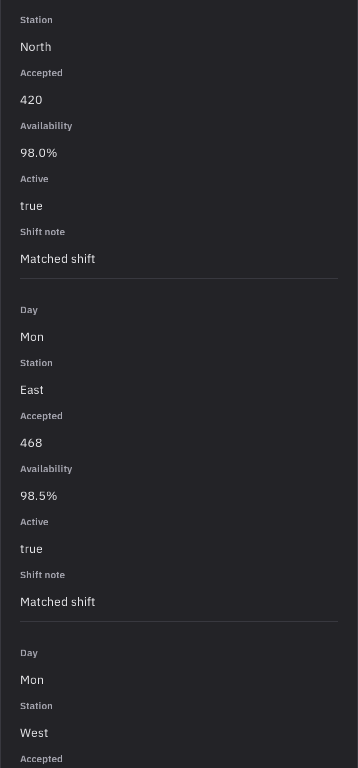 Station
North
Accepted
420
Availability
98.0%
Active
true
Shift note
Matched shift
Day
Mon
Station
East
Accepted
468
Availability
98.5%
Active
true
Shift note
Matched shift
Day
Mon
Station
West
Accepted